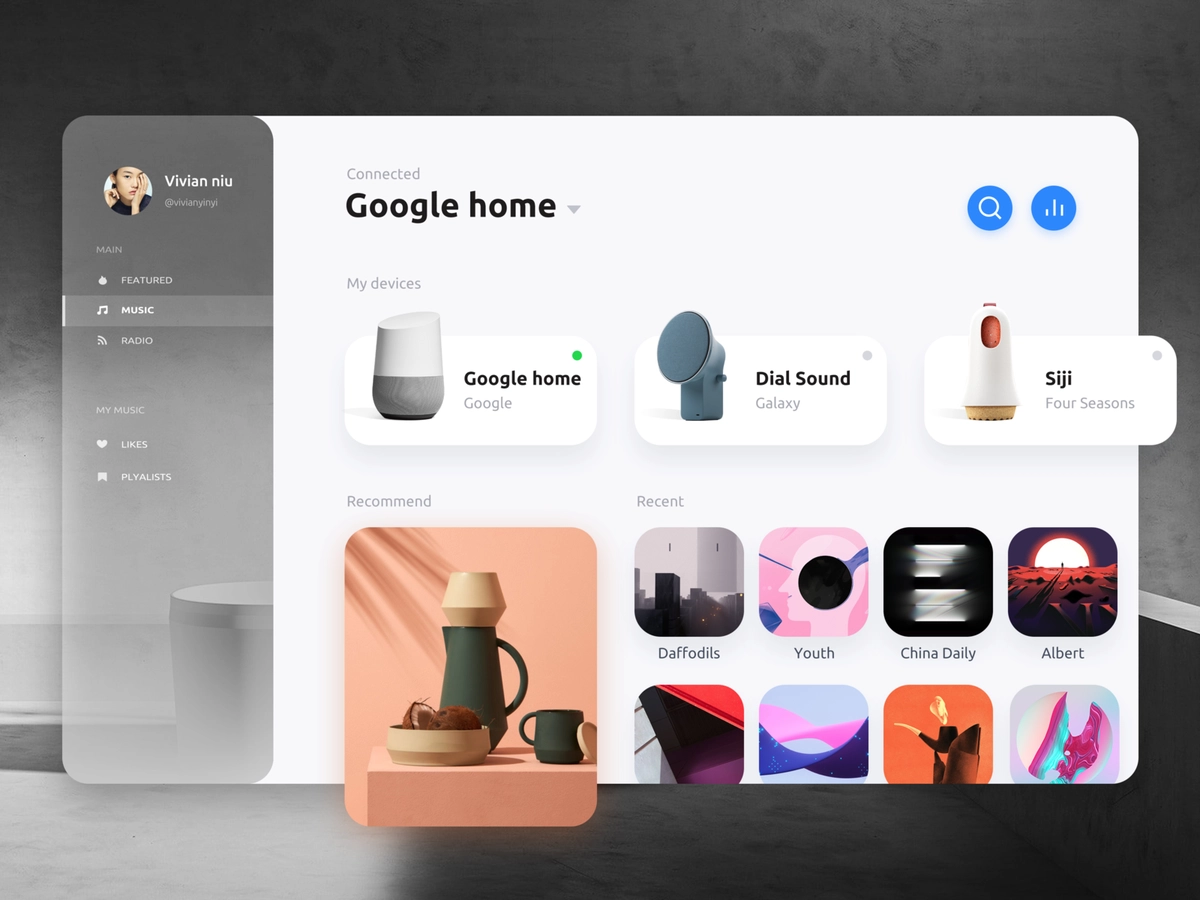 Vivian niu
@vivianyinyi
MAIN
FEATURED
MUSIC
RADIO
MY MUSIC
LIKES
PLYALISTS
Connected
Google home
My devices
Google home
Google
Dial Sound
Galaxy
Siji
Four Seasons
Recommend
Recent
Daffodils
Youth
China Daily
Albert